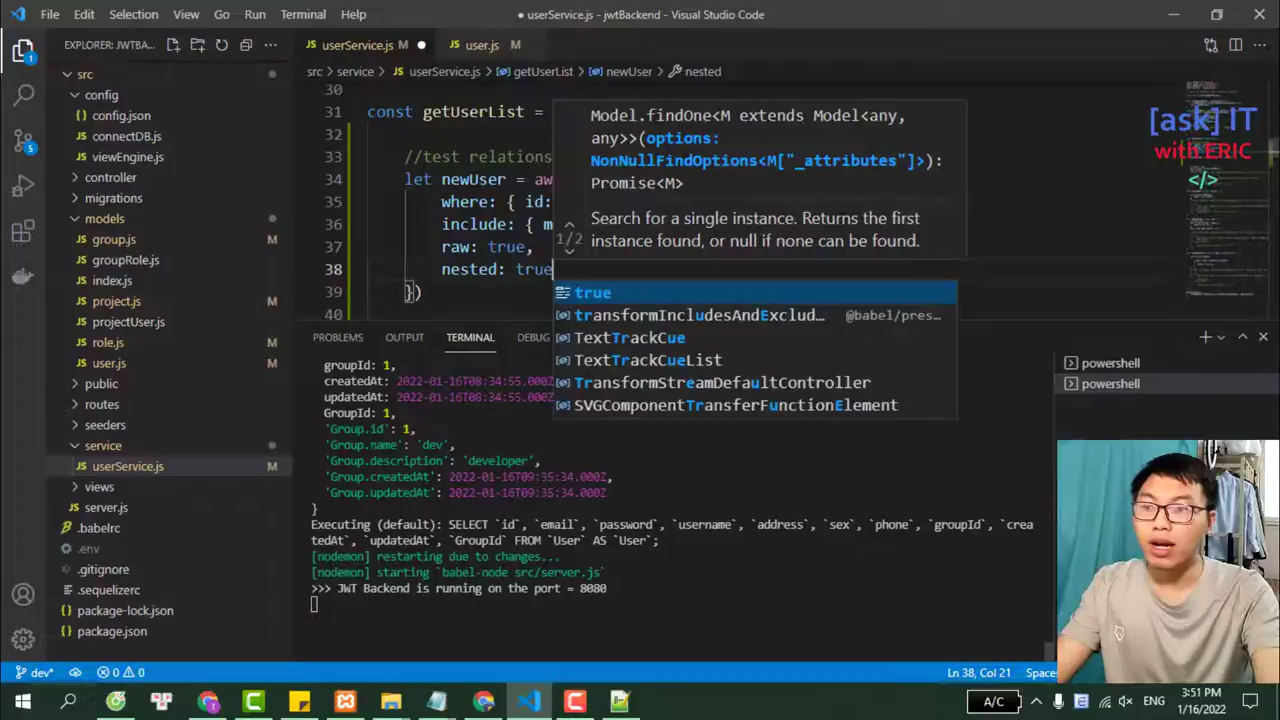 File Edit Selection View Go Run Terminal Help
● userService.js - jwtBackend - Visual Studio Code
EXPLORER: JWTBA...
userService.js M
user.js M
src > service > userService.js > getUserList > newUser > nested
src
config
config.json
connectDB.js
viewEngine.js
controller
migrations
models
group.js M
groupRole.js
index.js
project.js M
projectUser.js
role.js M
user.js M
public
routes
seeders
service
userService.js M
views
server.js
.babelrc
.env
.gitignore
.sequelizerc
package-lock.json
package.json
1
5
30
31 const getUserList =
32
33 //test relations
34 let newUser = aw
35 where: { id:
36 include: { m
37 raw: true,
38 nested: true
39 })
40
Model.findOne<M extends Model<any,
any>>(options:
NonNullFindOptions<M["_attributes"]>):
Promise<M>
1/2
Search for a single instance. Returns the first
instance found, or null if none can be found.
true
transformIncludesAndExclud... @babel/pres...
TextTrackCue
TextTrackCueList
TransformStreamDefaultController
SVGComponentTransferFunctionElement
[ask] IT
with ERIC
</>
PROBLEMS OUTPUT TERMINAL DEBUG
powershell
powershell
groupId: 1,
createdAt: 2022-01-16T08:34:55.000Z
updatedAt: 2022-01-16T08:34:55.000Z
GroupId: 1,
'Group.id': 1,
'Group.name': 'dev',
'Group.description': 'developer',
'Group.createdAt': 2022-01-16T09:35:34.000Z,
'Group.updatedAt': 2022-01-16T09:35:34.000Z
}
Executing (default): SELECT `id`, `email`, `password`, `username`, `address`, `sex`, `phone`, `groupId`, `crea
tedAt`, `updatedAt`, `GroupId` FROM `User` AS `User`;
[nodemon] restarting due to changes...
[nodemon] starting `babel-node src/server.js`
>>> JWT Backend is running on the port = 8080
dev*
0 0
Ln 38, Col 21 Spaces
A/C
ENG
3:51 PM
1/16/2022